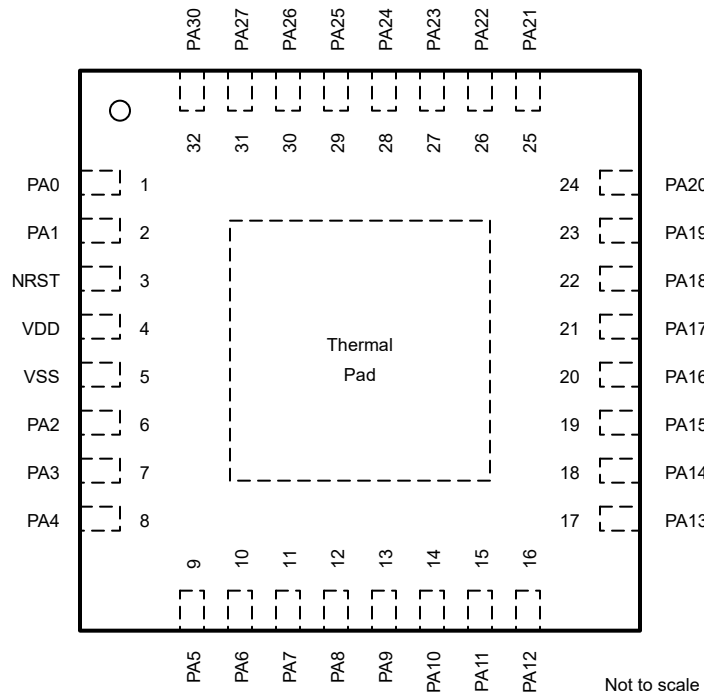 PA30 PA27 PA26 PA25 PA24 PA23 PA22 PA21
32 31 30 29 28 27 26 25
PA0 1 24 PA20
PA1 2 23 PA19
NRST 3 22 PA18
VDD 4 21 PA17
VSS 5 20 PA16
PA2 6 19 PA15
PA3 7 18 PA14
PA4 8 17 PA13
Thermal
Pad
9 10 11 12 13 14 15 16
PA5 PA6 PA7 PA8 PA9 PA10 PA11 PA12
Not to scale